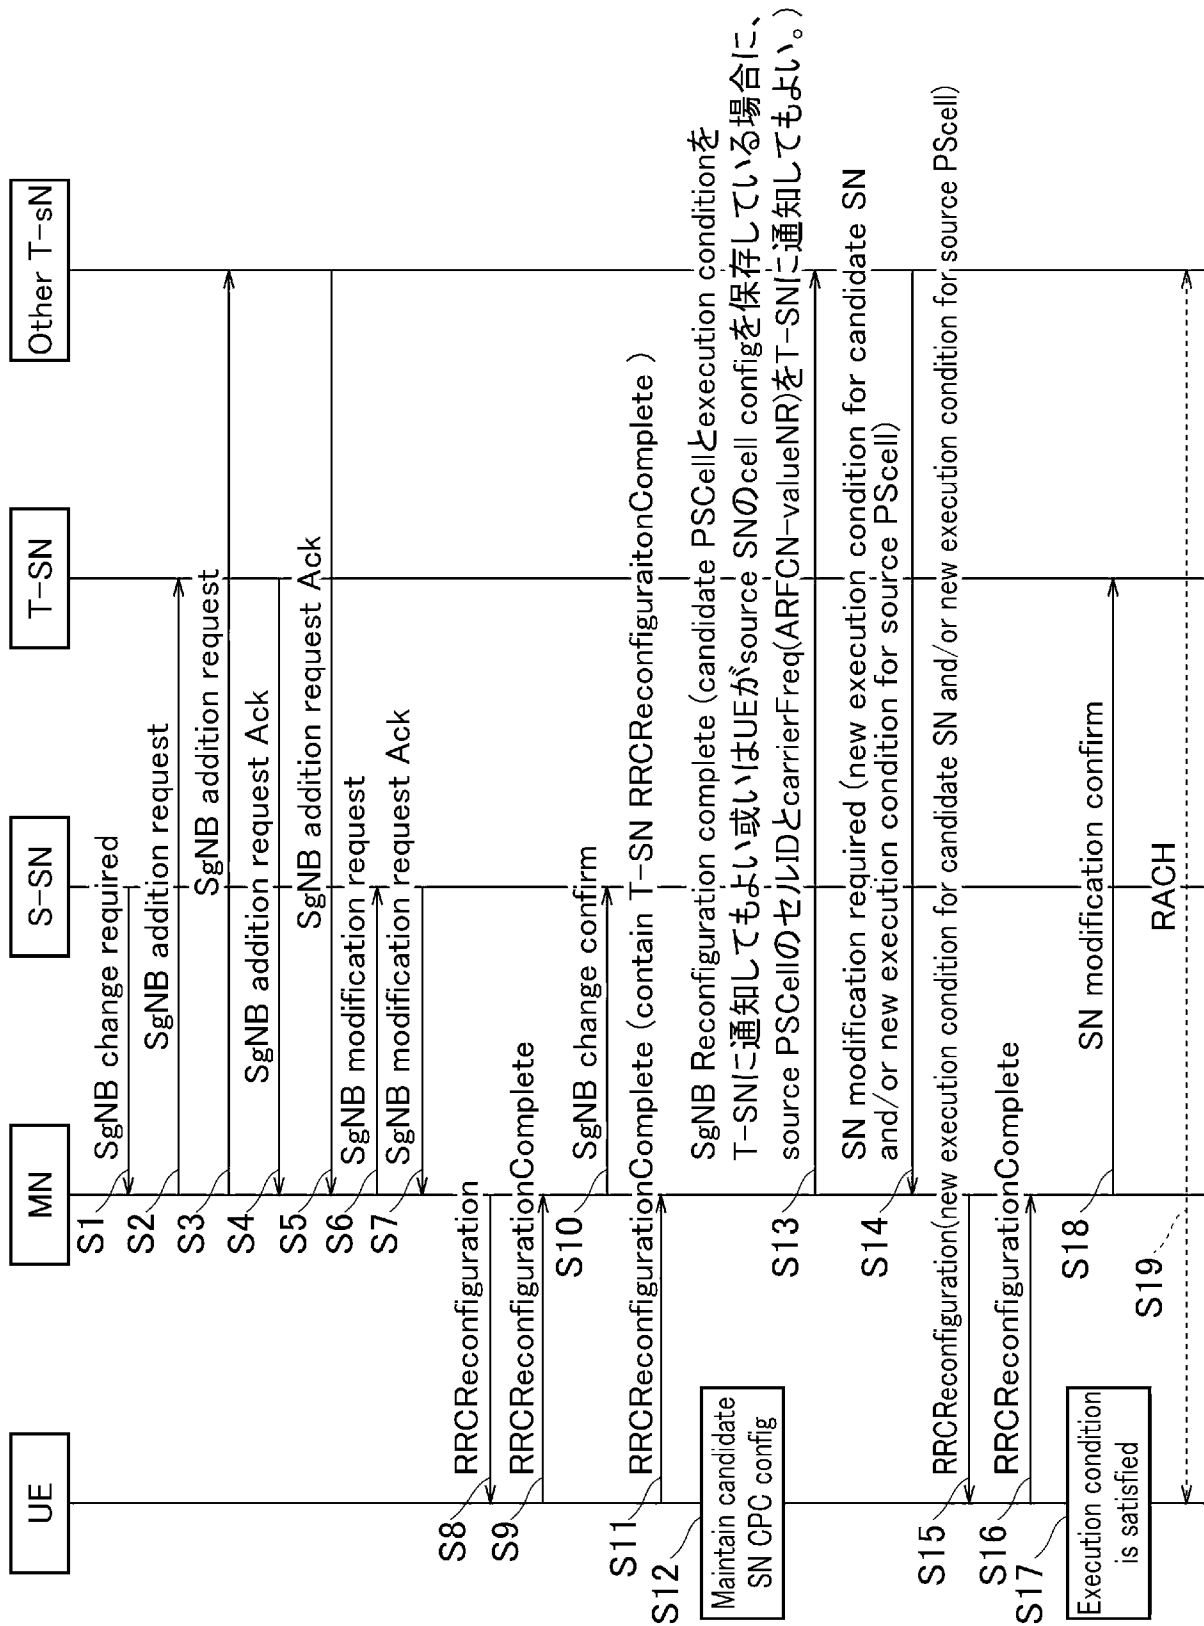 UE
MN
S-SN
T-SN
Other T-sN
S1
SgNB change required
S2
SgNB addition request
S3
SgNB addition request
S4
SgNB addition request Ack
S5
SgNB addition request Ack
S6
SgNB modification request
S7
SgNB modification request Ack
S8
RRCReconfiguration
S9
RRCReconfigurationComplete
S10
SgNB change confirm
S11
RRCReconfigurationComplete (contain T-SN RRCReconfiguraitonComplete )
S12
Maintain candidate
SN CPC config
S13
SgNB Reconfiguration complete (candidate PSCellとexecution conditionを
T-SNに通知してもよい或いはUEがsource SNのcell configを保存している場合に、
source PSCellのセルIDとcarrierFreq(ARFCN-valueNR)をT-SNに通知してもよい。)
S14
SN modification required (new execution condition for candidate SN
and/or new execution condition for source PScell)
S15
RRCReconfiguration(new execution condition for candidate SN and/or new execution condition for source PScell)
S16
RRCReconfigurationComplete
S17
Execution condition
is satisfied
S18
SN modification confirm
S19
RACH